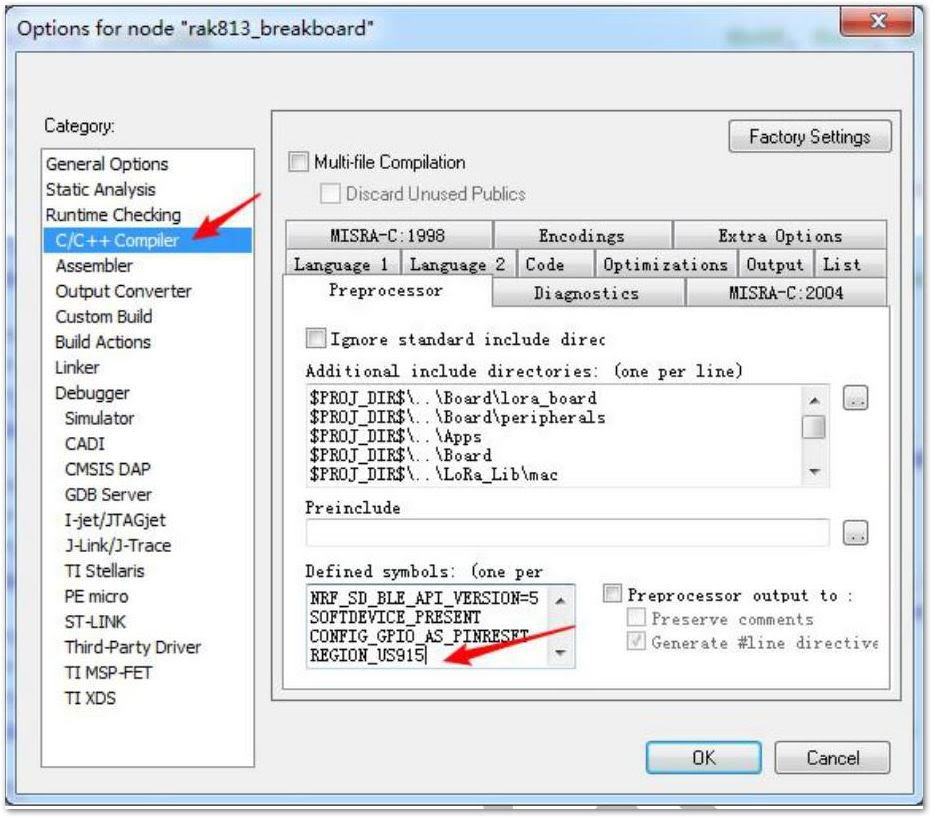 Options for node "rak813_breakboard"
Category:
General Options
Static Analysis
Runtime Checking
C/C++ Compiler
Assembler
Output Converter
Custom Build
Build Actions
Linker
Debugger
Simulator
CADI
CMSIS DAP
GDB Server
I-jet/JTAGjet
J-Link/J-Trace
TI Stellaris
PE micro
ST-LINK
Third-Party Driver
TI MSP-FET
TI XDS
Factory Settings
Multi-file Compilation
Discard Unused Publics
MISRA-C:1998 Encodings Extra Options
Language 1 Language 2 Code Optimizations Output List
Preprocessor Diagnostics MISRA-C:2004
Ignore standard include direc
Additional include directories: (one per line)
$PROJ_DIR$\..\Board\lora_board
$PROJ_DIR$\..\Board\peripherals
$PROJ_DIR$\..\Apps
$PROJ_DIR$\..\Board
$PROJ_DIR$\..\LoRa_Lib\mac
...
Preinclude
...
Defined symbols: (one per
NRF_SD_BLE_API_VERSION=5
SOFTDEVICE_PRESENT
CONFIG_GPIO_AS_PINRESET
REGION_US915
Preprocessor output to :
Preserve comments
Generate #line directive
OK Cancel